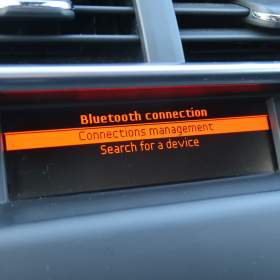 Bluetooth connection
Connections management
Search for a device